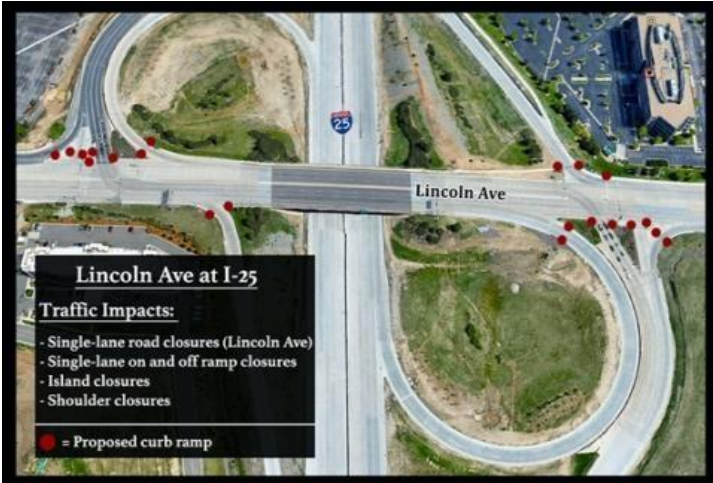 25
Lincoln Ave
Lincoln Ave at I-25
Traffic Impacts:
- Single-lane road closures (Lincoln Ave)
- Single-lane on and off ramp closures
- Island closures
- Shoulder closures
= Proposed curb ramp